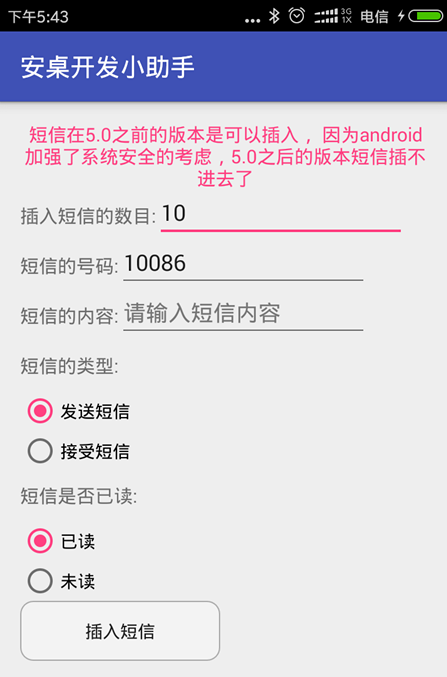 下午5:43
3G
1X
电信
安桌开发小助手
短信在5.0之前的版本是可以插入，因为android
加强了系统安全的考虑，5.0之后的版本短信插不
进去了
插入短信的数目: 10
短信的号码: 10086
短信的内容: 请输入短信内容
短信的类型:
发送短信
接受短信
短信是否已读:
已读
未读
插入短信